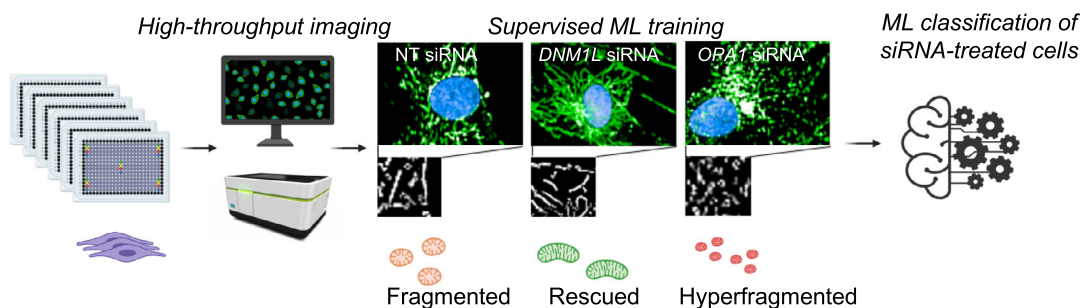 High-throughput imaging
Supervised ML training
ML classification of
siRNA-treated cells
NT siRNA
DNM1L siRNA
OPA1 siRNA
Fragmented
Rescued
Hyperfragmented